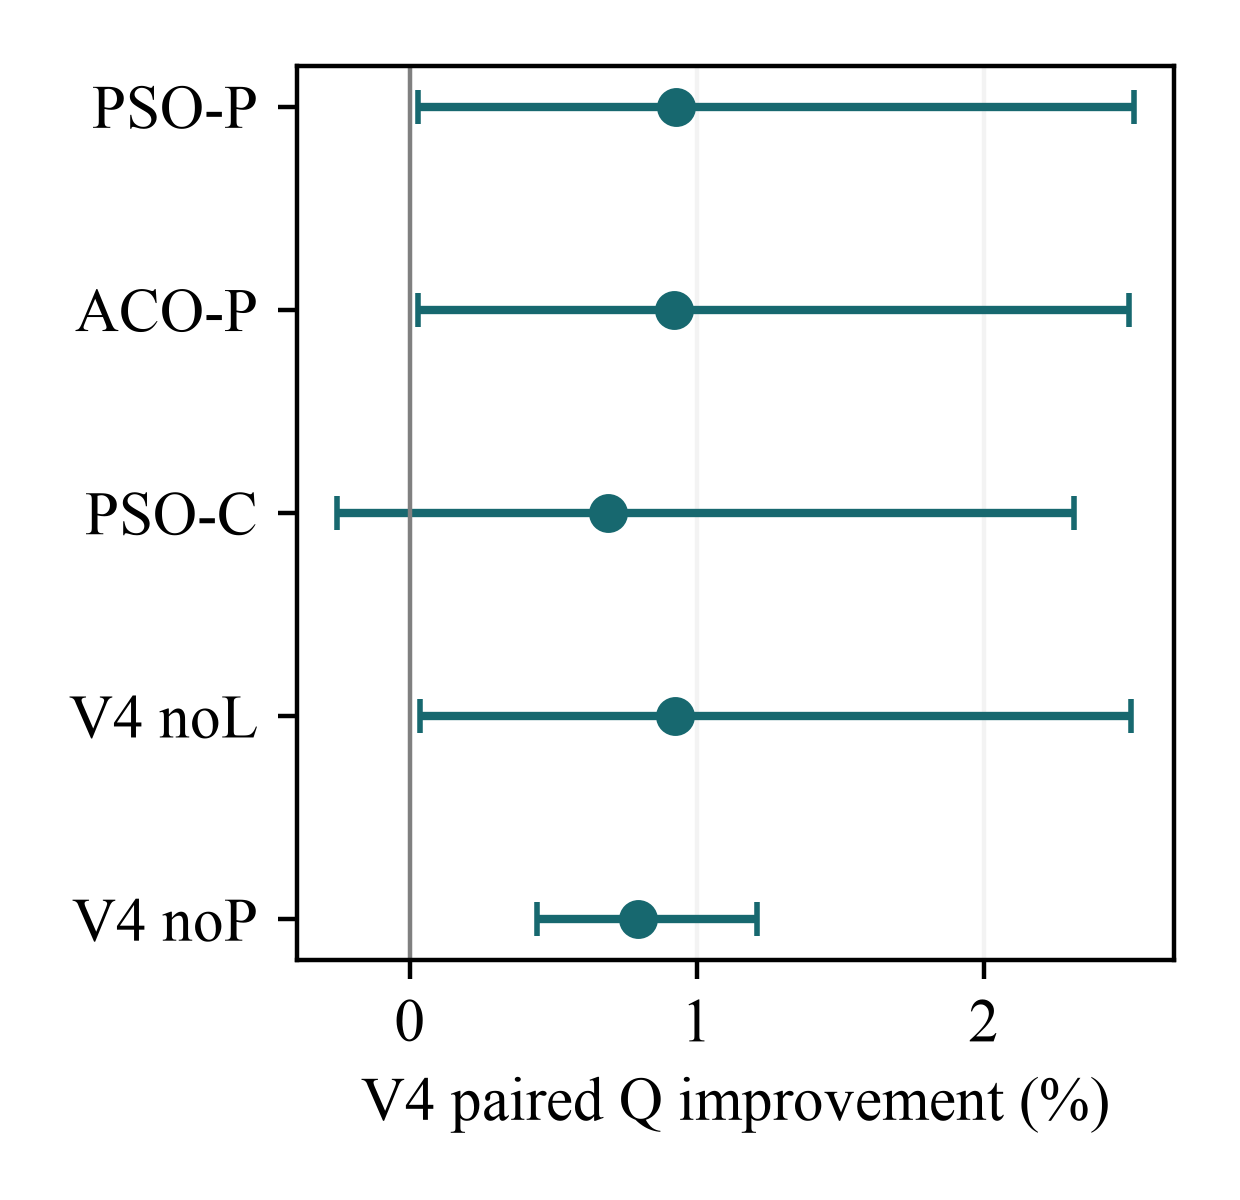 PSO-P
ACO-P
PSO-C
V4 noL
V4 noP
0 1 2
V4 paired Q improvement (%)